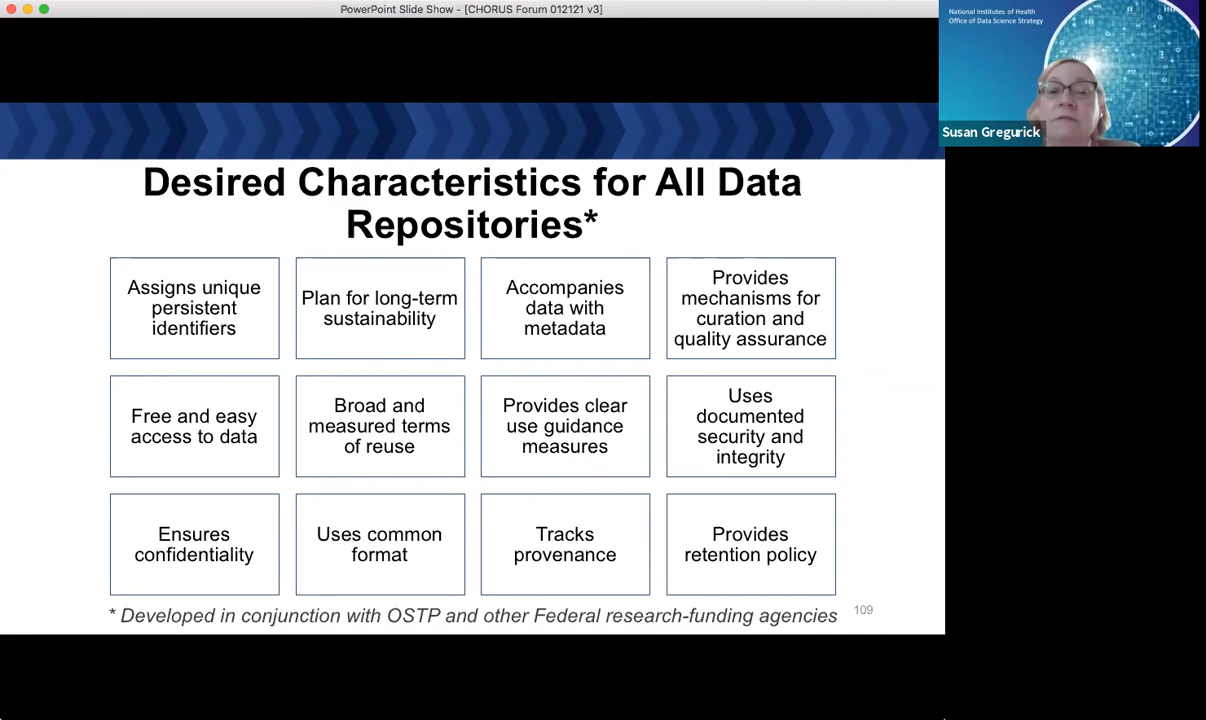 PowerPoint Slide Show - [CHORUS Forum 012121 v3]
National Institutes of Health
Office of Data Science Strategy
Susan Gregurick
Desired Characteristics for All Data
Repositories*
Assigns unique
persistent
identifiers
Plan for long-term
sustainability
Accompanies
data with
metadata
Provides
mechanisms for
curation and
quality assurance
Free and easy
access to data
Broad and
measured terms
of reuse
Provides clear
use guidance
measures
Uses
documented
security and
integrity
Ensures
confidentiality
Uses common
format
Tracks
provenance
Provides
retention policy
* Developed in conjunction with OSTP and other Federal research-funding agencies
109